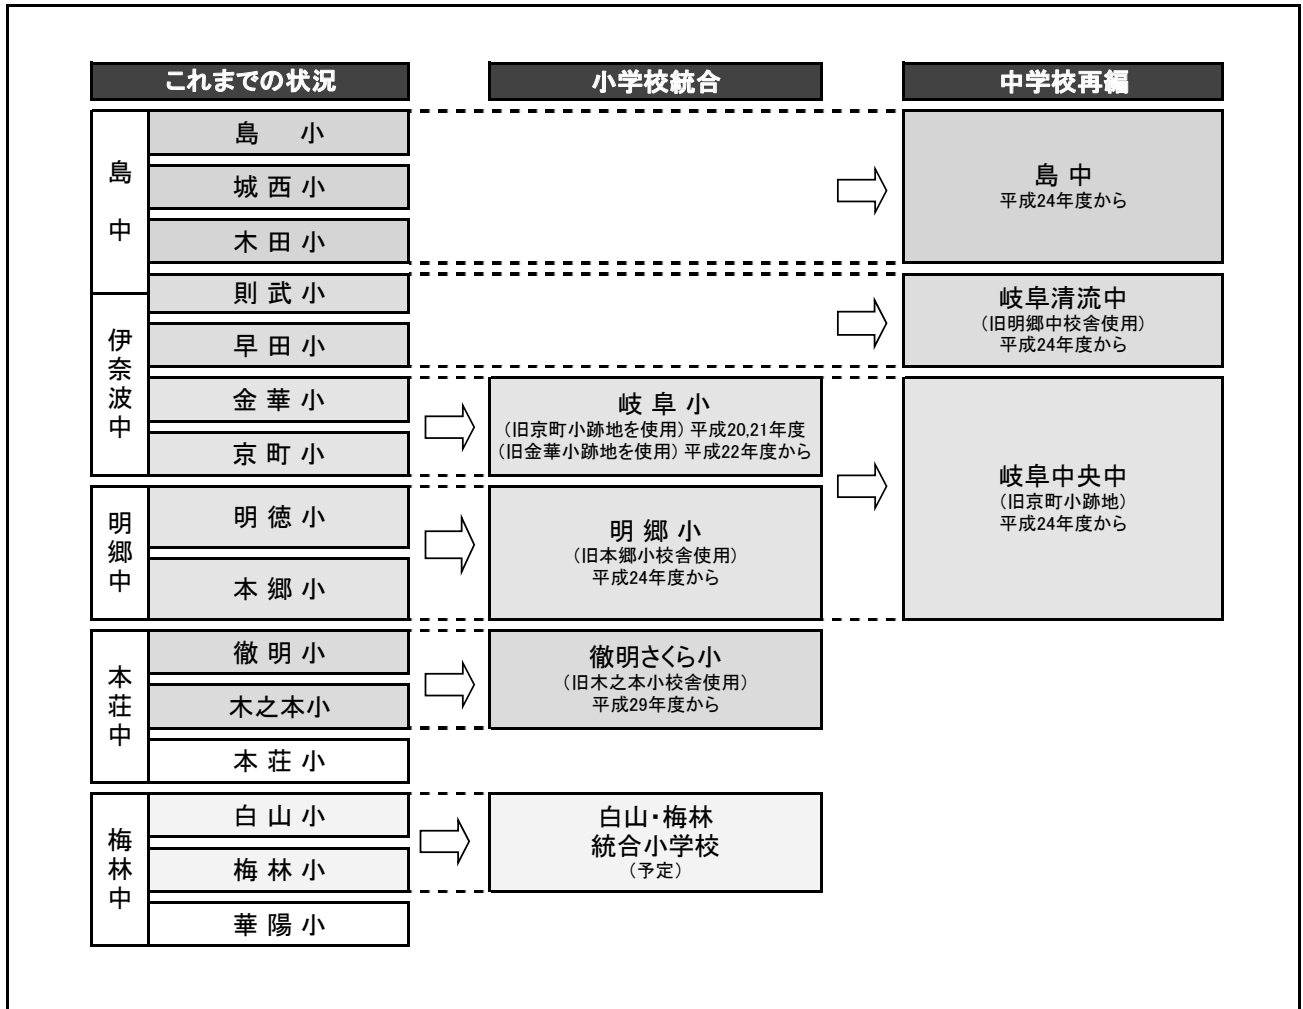 これまでの状況
小学校統合
中学校再編
島中
島 小
城西小
木田小
則武小
伊奈波中
早田小
金華小
京町小
明郷中
明徳小
本郷小
本荘中
徹明小
木之本小
本荘小
梅林中
白山小
梅林小
華陽小
岐阜小
(旧京町小跡地を使用) 平成20,21年度
(旧金華小跡地を使用) 平成22年度から
明郷小
(旧本郷小校舎使用)
平成24年度から
徹明さくら小
(旧木之本小校舎使用)
平成29年度から
白山・梅林
統合小学校
(予定)
島中
平成24年度から
岐阜清流中
(旧明郷中校舎使用)
平成24年度から
岐阜中央中
(旧京町小跡地)
平成24年度から